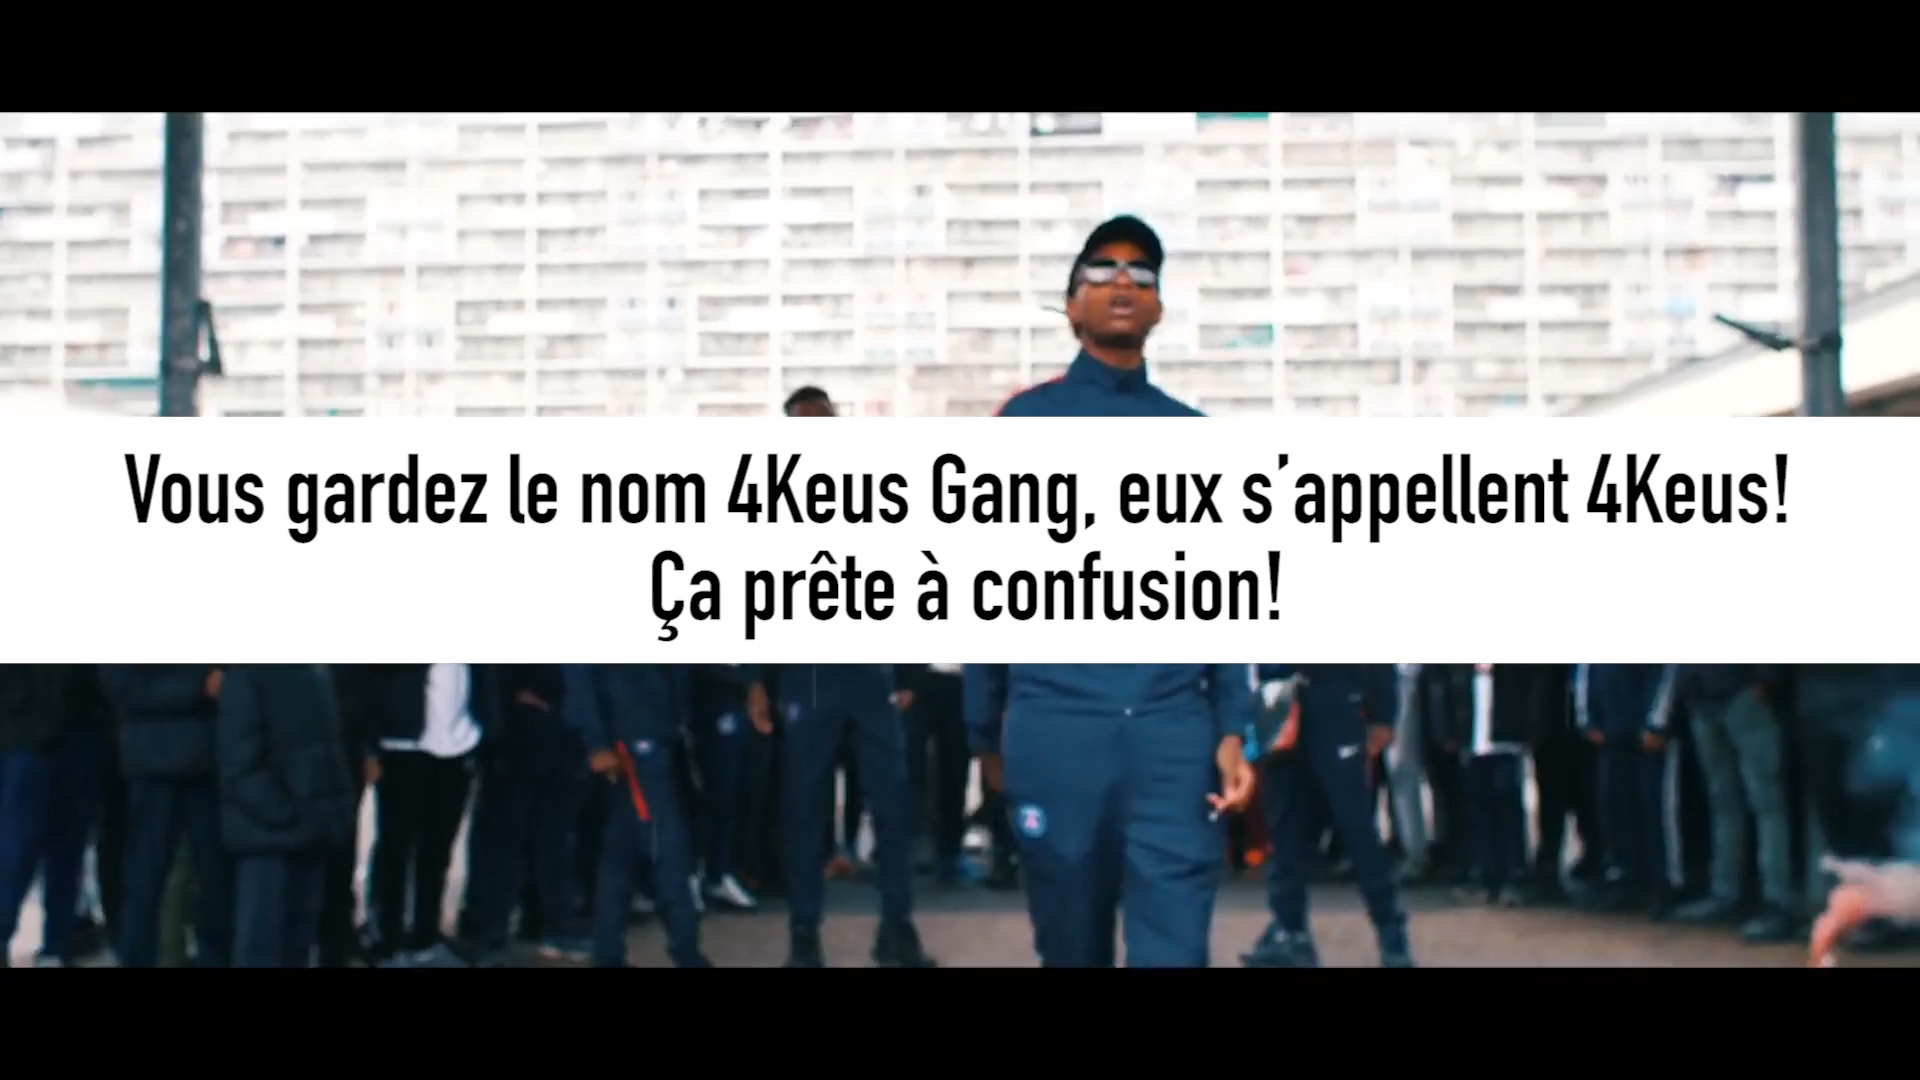 Vous gardez le nom 4Keus Gang, eux s’appellent 4Keus!
Ça prête à confusion!